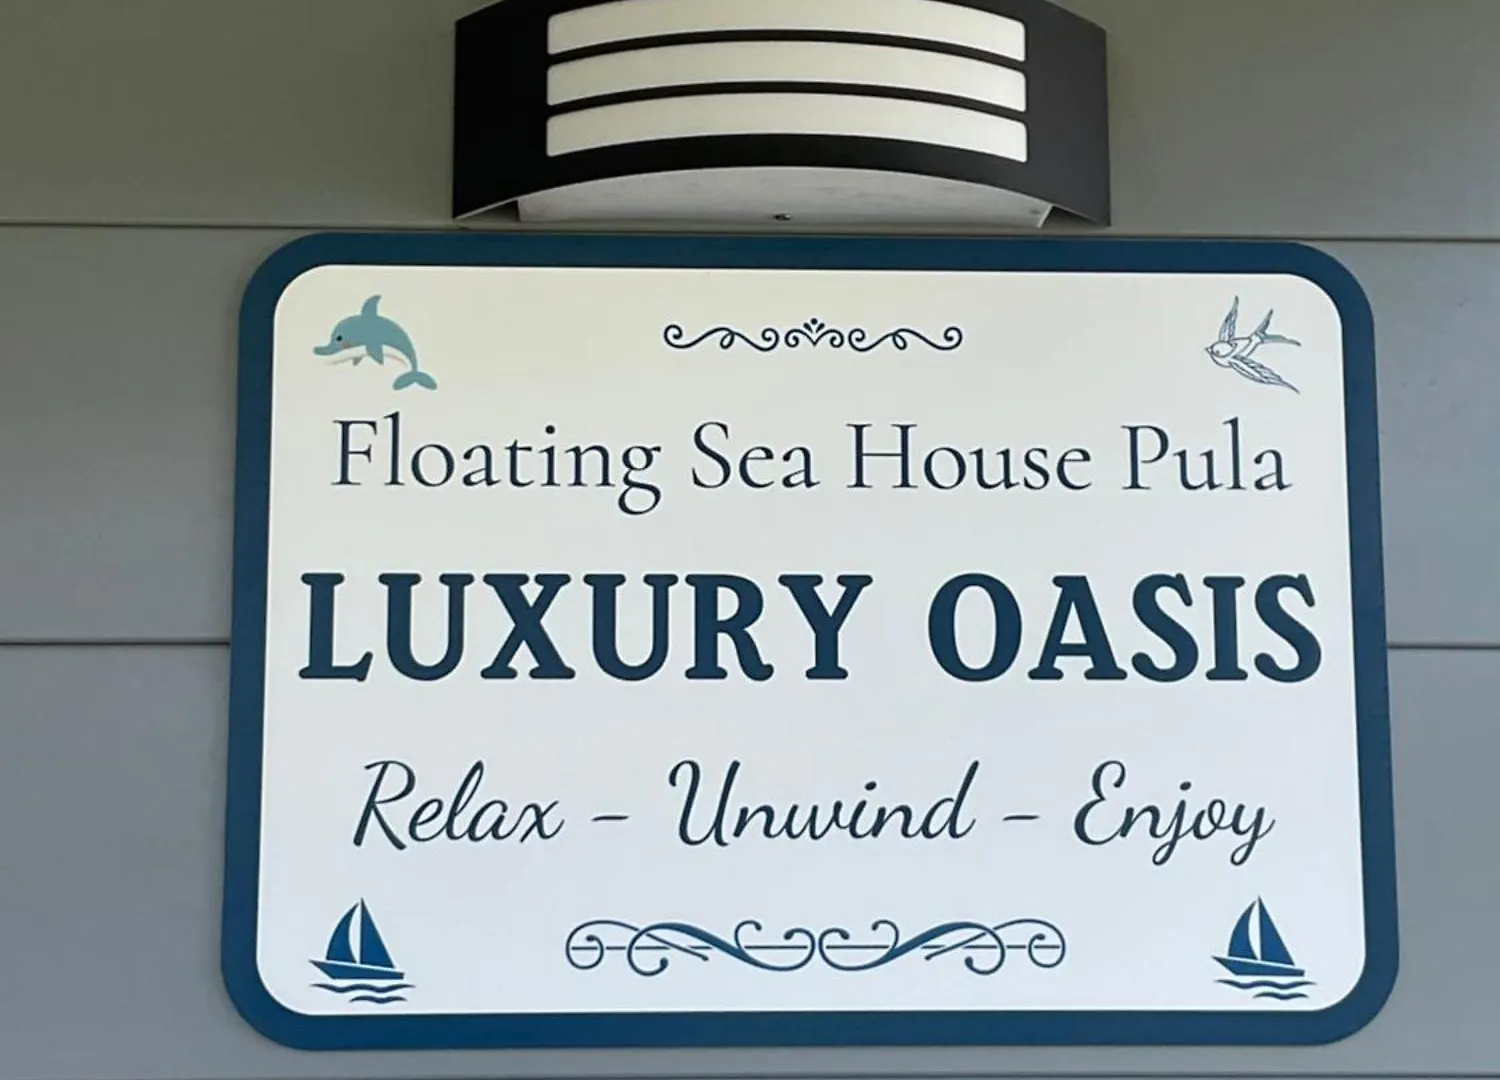 Floating Sea House Pula
LUXURY OASIS
Relax - Unwind - Enjoy